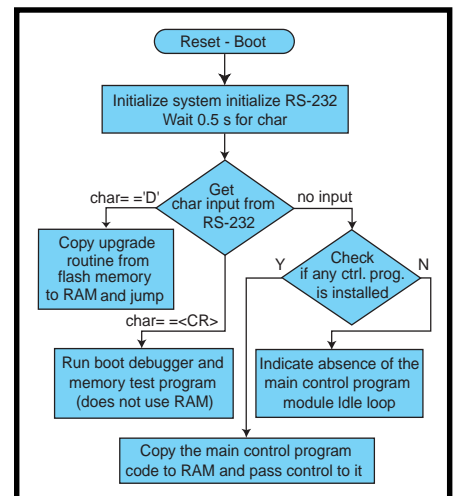 Reset - Boot
Initialize system initialize RS-232
Wait 0.5 s for char
Get
char input from
RS-232
char= ='D'
no input
Copy upgrade
routine from
flash memory
to RAM and jump
Check
if any ctrl. prog.
is installed
Y
N
char= =<CR>
Run boot debugger and
memory test program
(does not use RAM)
Indicate absence of the
main control program
module Idle loop
Copy the main control program
code to RAM and pass control to it